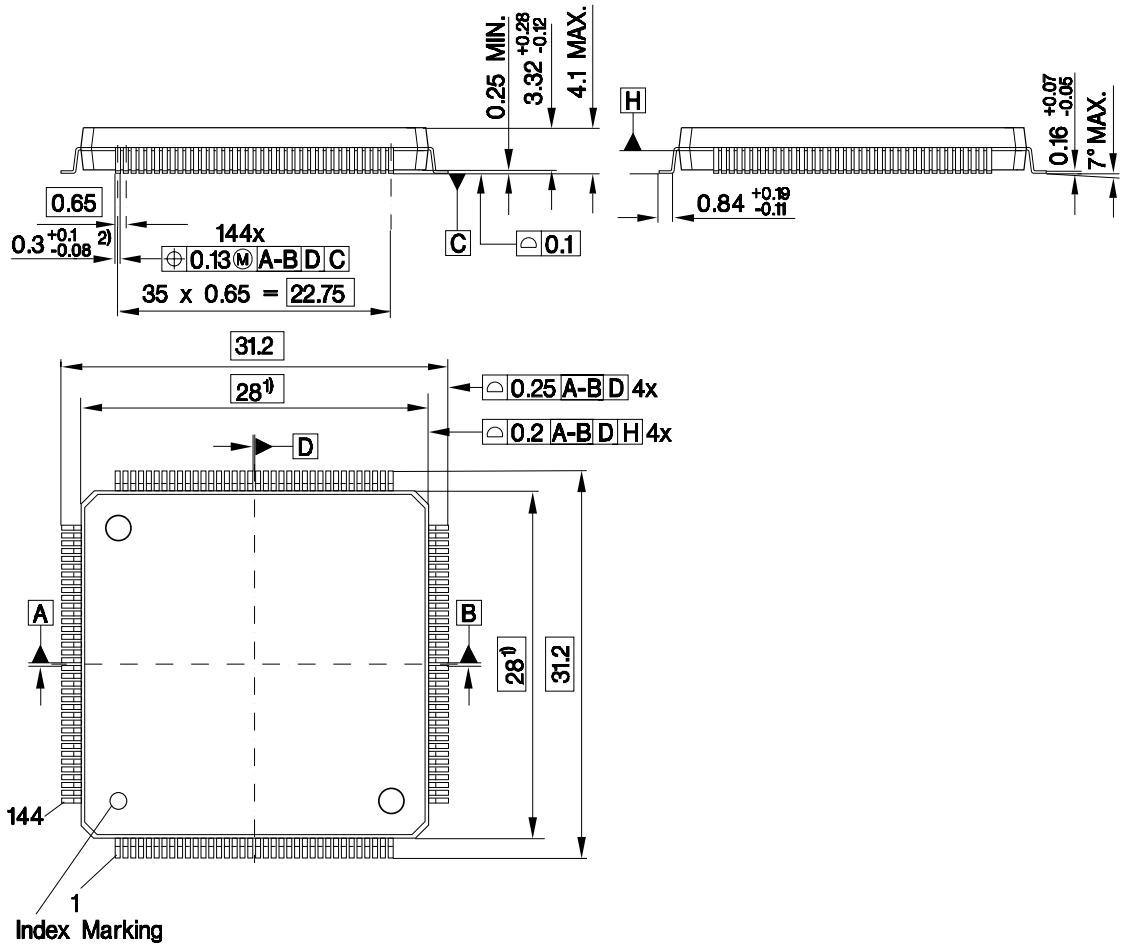 0.25 MIN.
3.32 +0.28 -0.12
4.1 MAX.
H
0.16 +0.07 -0.05
7° MAX.
0.65
0.84 +0.19 -0.11
0.3 +0.1 -0.08 2)
144x
C
⌓ 0.1
⌖ 0.13 Ⓜ A-B D C
35 x 0.65 = 22.75
31.2
28 1)
⌓ 0.25 A-B D 4x
⌓ 0.2 A-B D H 4x
D
A
B
28 1)
31.2
144
1
Index Marking